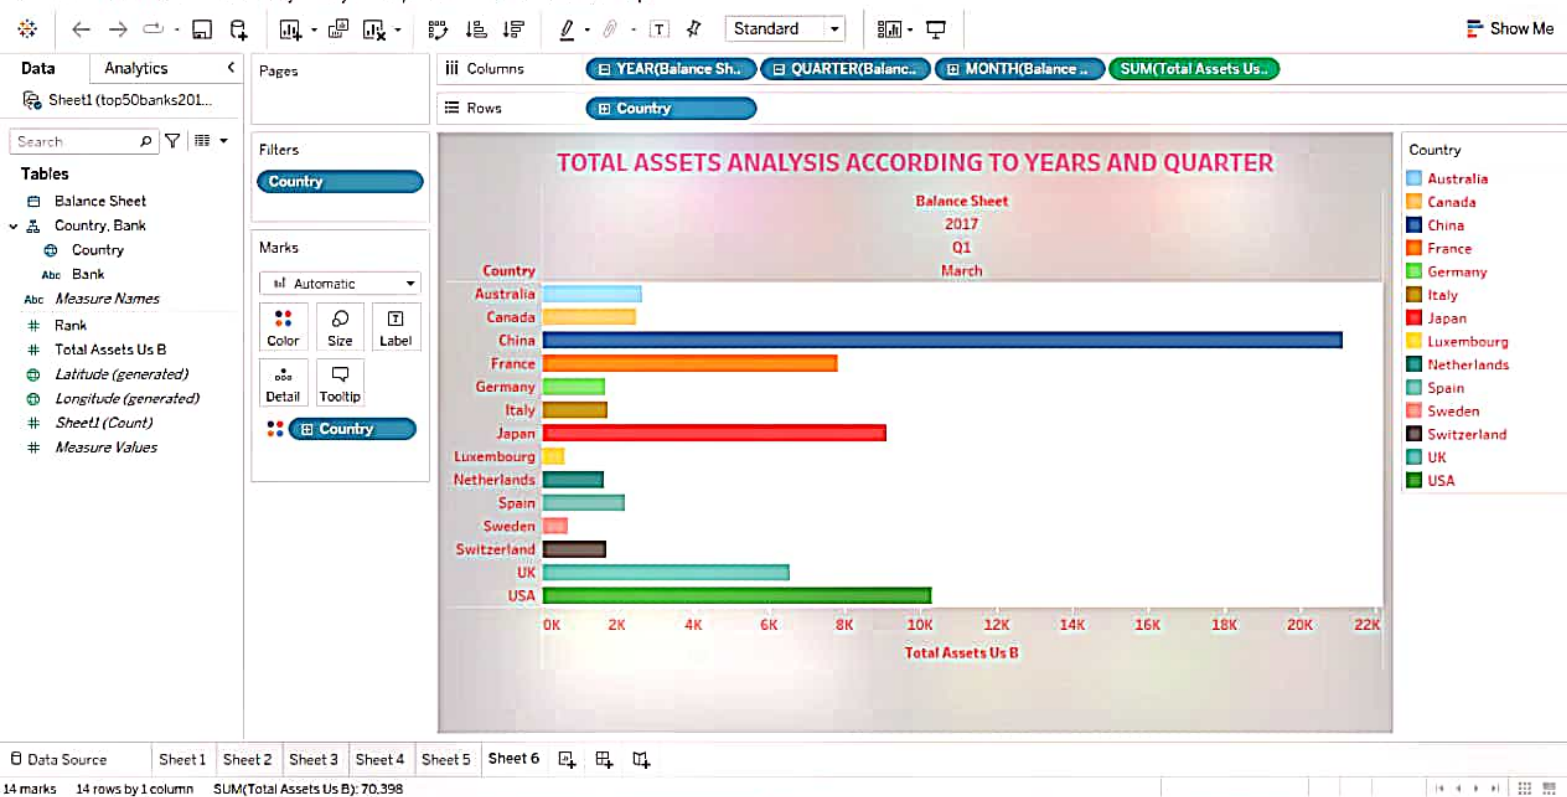 Standard
Show Me
Data
Analytics
Pages
Columns
YEAR(Balance Sh..
QUARTER(Balanc..
MONTH(Balance ..
SUM(Total Assets Us..
Sheet1 (top50banks201...
Rows
Country
Search
Filters
Country
Tables
Balance Sheet
Country, Bank
Country
Abc Bank
Abc Measure Names
Rank
Total Assets Us B
Latitude (generated)
Longitude (generated)
Sheet1 (Count)
Measure Values
Marks
Automatic
Color
Size
T
Label
Detail
Tooltip
Country
TOTAL ASSETS ANALYSIS ACCORDING TO YEARS AND QUARTER
Balance Sheet
2017
Q1
Country
March
Australia
Canada
China
France
Germany
Italy
Japan
Luxembourg
Netherlands
Spain
Sweden
Switzerland
UK
USA
0K 2K 4K 6K 8K 10K 12K 14K 16K 18K 20K 22K
Total Assets Us B
Country
Australia
Canada
China
France
Germany
Italy
Japan
Luxembourg
Netherlands
Spain
Sweden
Switzerland
UK
USA
Data Source
Sheet 1
Sheet 2
Sheet 3
Sheet 4
Sheet 5
Sheet 6
14 marks 14 rows by 1 column SUM(Total Assets Us B): 70,398